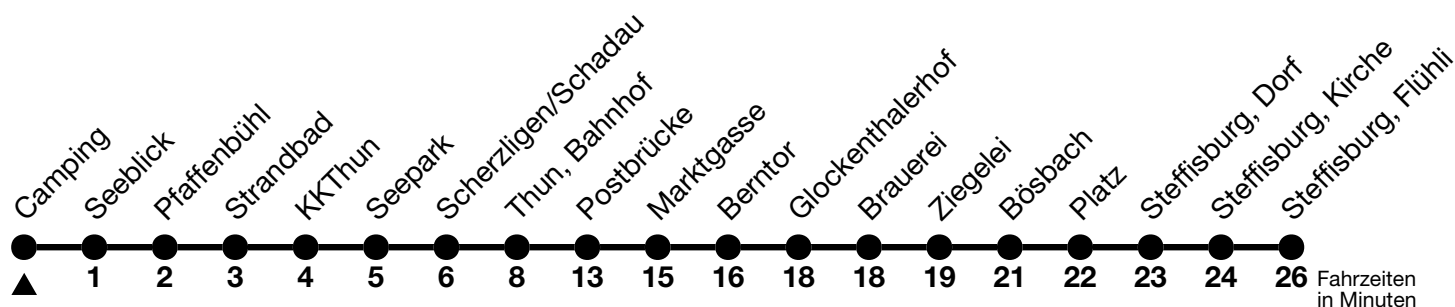 Camping
Seeblick
Pfaffenbühl
Strandbad
KKThun
Seepark
Scherzligen/Schadau
Thun, Bahnhof
Postbrücke
Marktgasse
Berntor
Glockenthalerhof
Brauerei
Ziegelei
Bösbach
Platz
Steffisburg, Dorf
Steffisburg, Kirche
Steffisburg, Flühli
1 2 3 4 5 6 8 13 15 16 18 18 19 21 22 23 24 26 Fahrzeiten
in Minuten